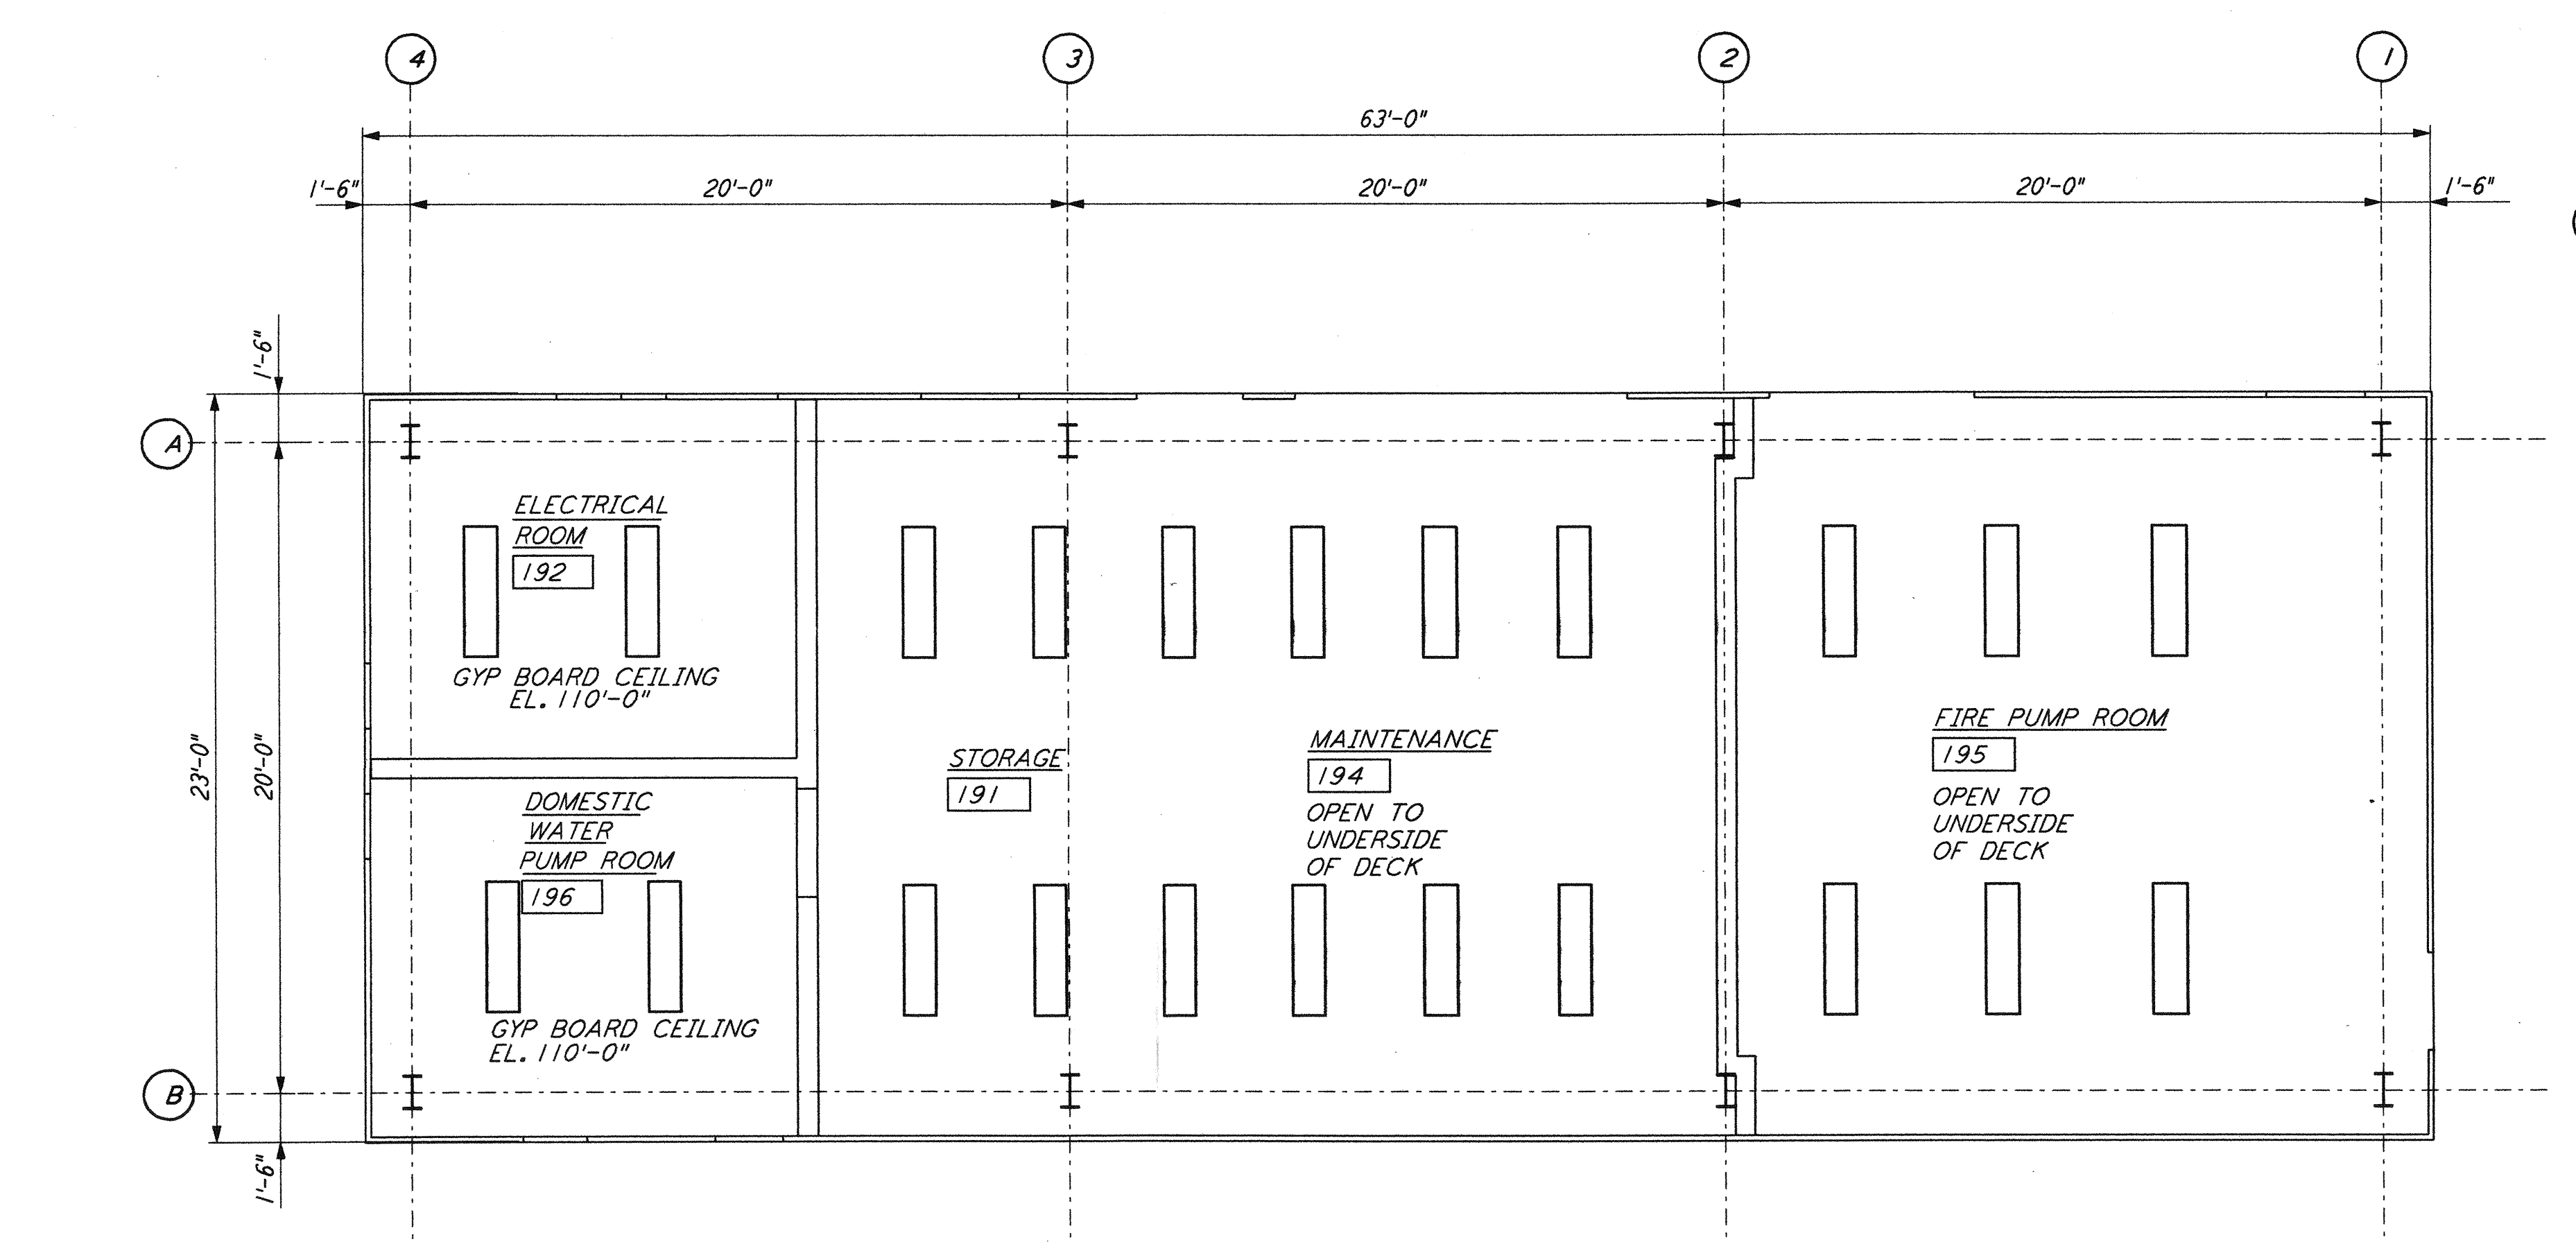 4
3
2
1
63'-0"
1'-6"
20'-0"
20'-0"
20'-0"
1'-6"
1'-6"
A
23'-0"
20'-0"
B
1'-6"
ELECTRICAL
ROOM
192
GYP BOARD CEILING
EL. 110'-0"
DOMESTIC
WATER
PUMP ROOM
196
GYP BOARD CEILING
EL. 110'-0"
STORAGE
191
MAINTENANCE
194
OPEN TO
UNDERSIDE
OF DECK
FIRE PUMP ROOM
195
OPEN TO
UNDERSIDE
OF DECK